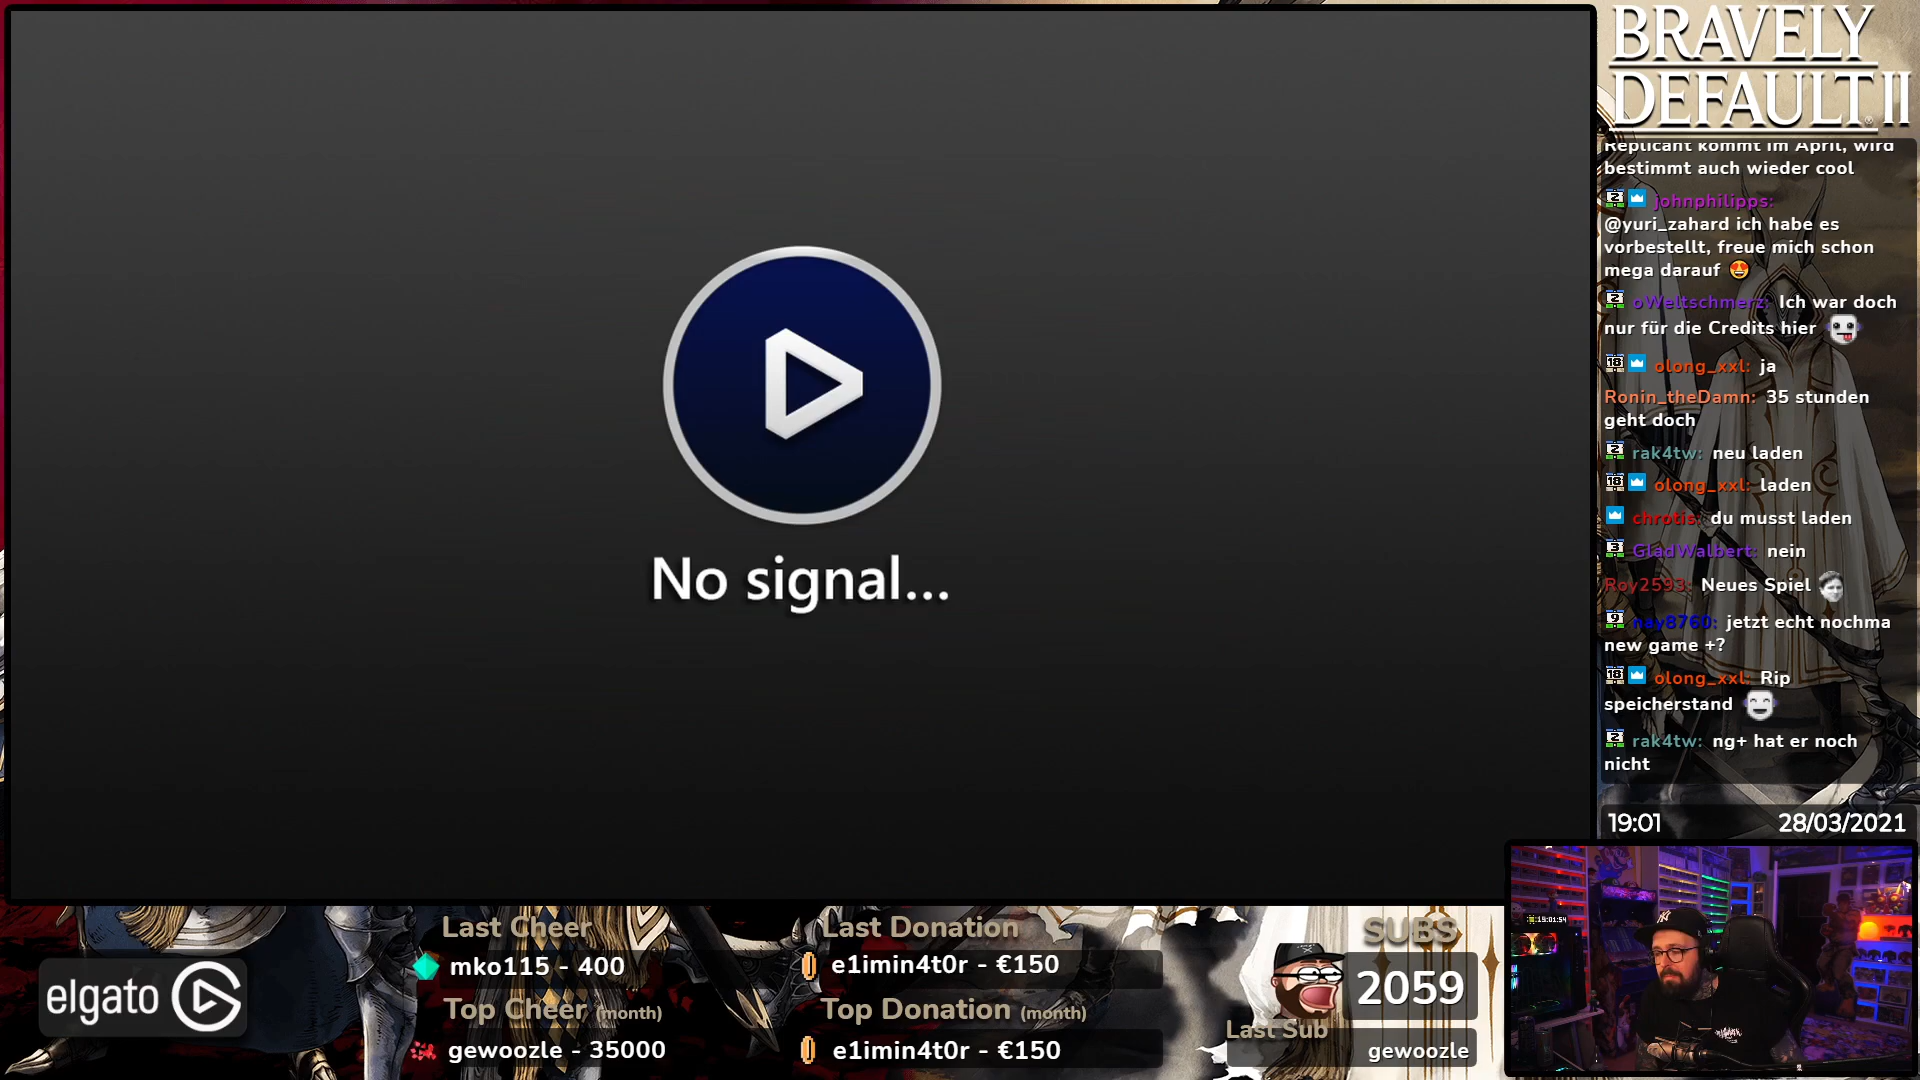 BRAVELY
DEFAULT II
Replicant kommt im April, wird
bestimmt auch wieder cool
johnphilipps:
@yuri_zahard ich habe es
vorbestellt, freue mich schon
mega darauf 😍
oWeltschmerz: Ich war doch
nur für die Credits hier
olong_xxl: ja
Ronin_theDamn: 35 stunden
geht doch
rak4tw: neu laden
olong_xxl: laden
chrotis: du musst laden
GladWalbert: nein
Roy2593: Neues Spiel
nay8760: jetzt echt nochma
new game +?
olong_xxl: Rip
speicherstand
rak4tw: ng+ hat er noch
nicht
19:01 28/03/2021
No signal...
elgato
Last Cheer
mko115 - 400
Top Cheer (month)
gewoozle - 35000
Last Donation
e1imin4t0r - €150
Top Donation (month)
e1imin4t0r - €150
SUBS
2059
Last Sub
gewoozle